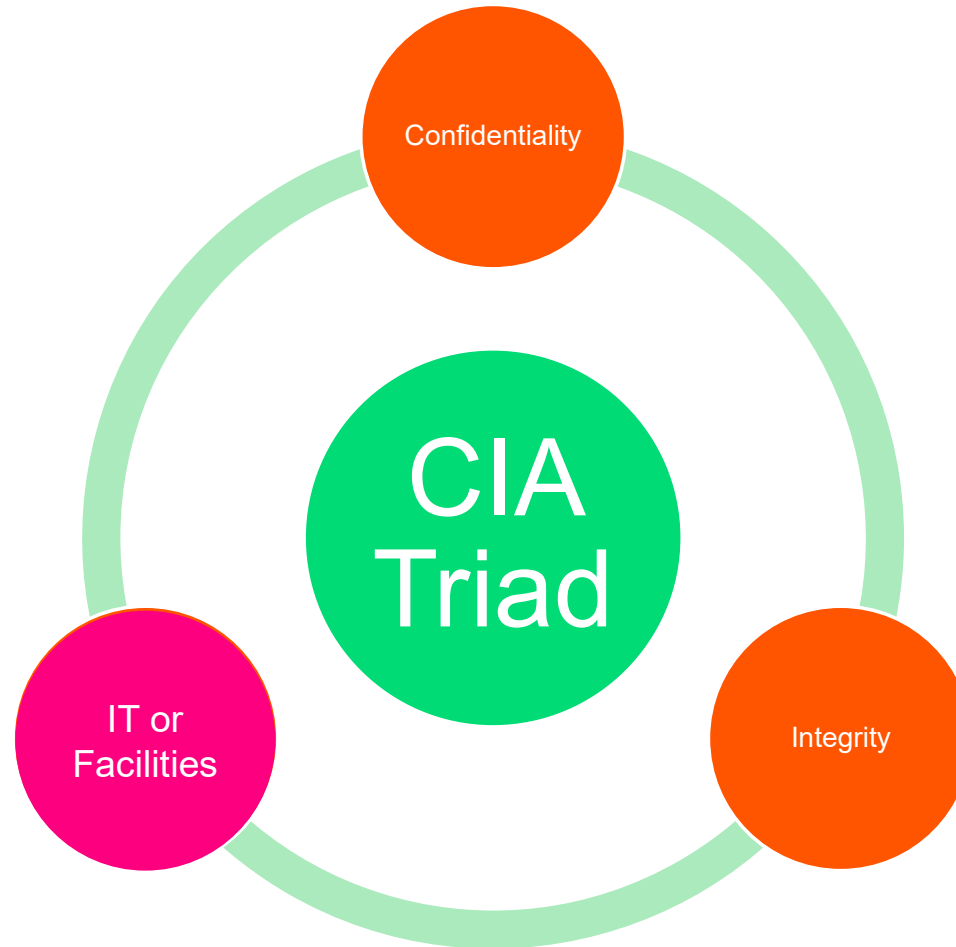 Confidentiality
CIA
Triad
IT or
Facilities
Integrity